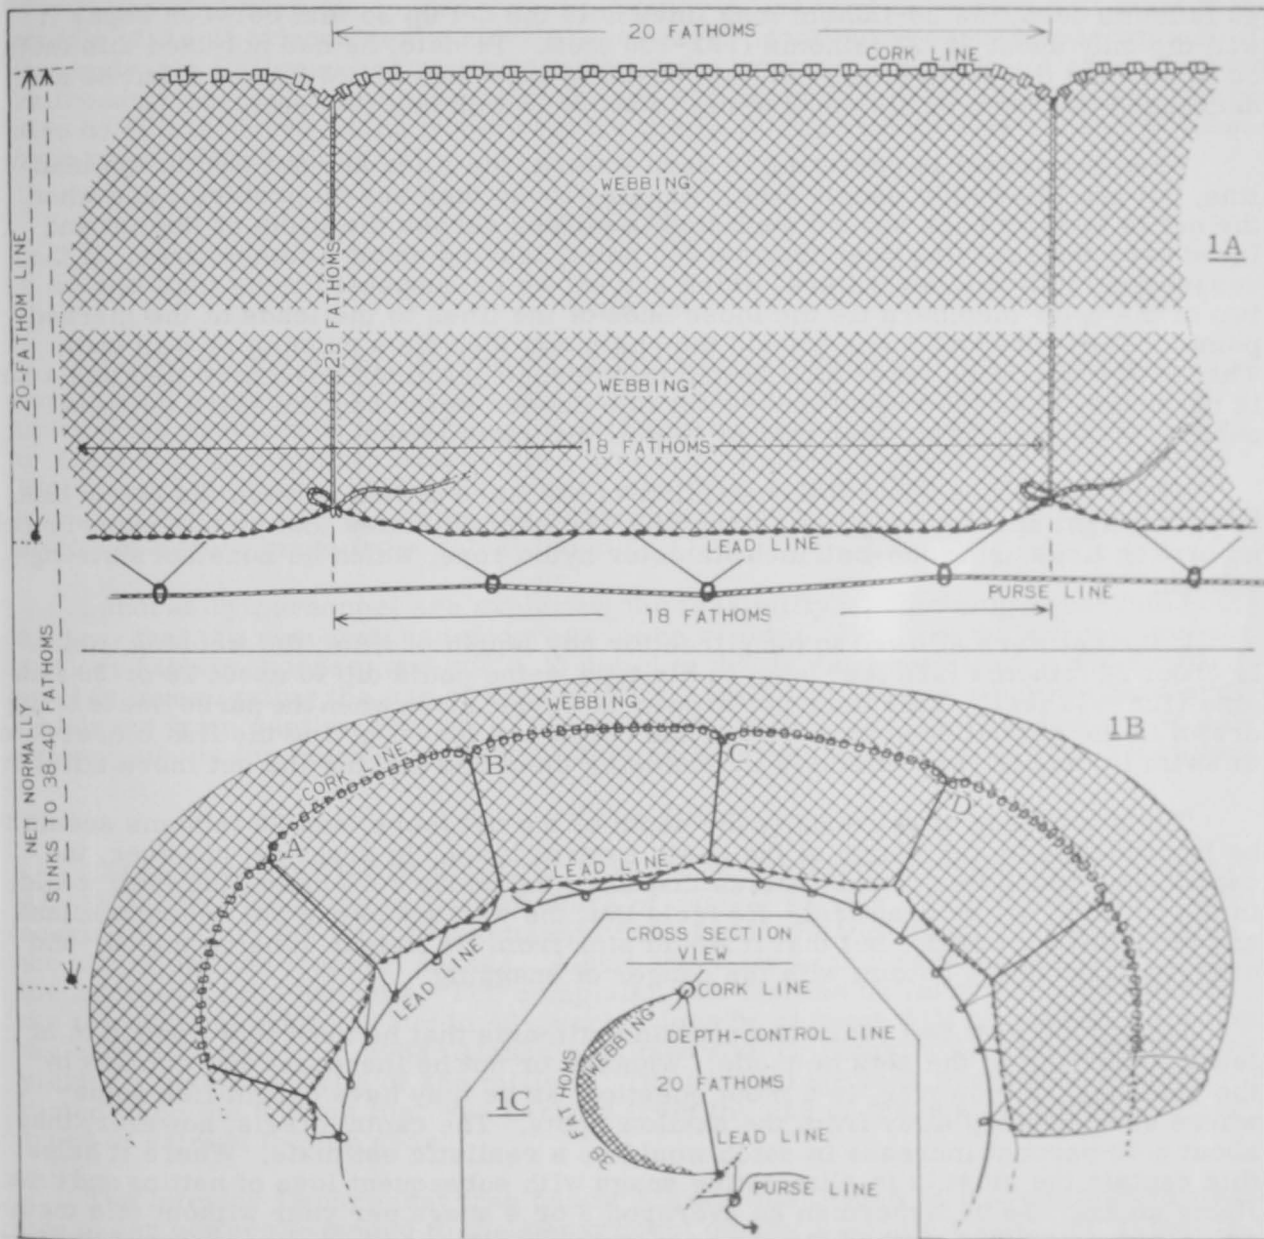 20 FATHOMS
CORK LINE
WEBBING
1A
20-FATHOM LINE
23 FATHOMS
WEBBING
18 FATHOMS
LEAD LINE
PURSE LINE
18 FATHOMS
NET NORMALLY
SINKS TO 38-40 FATHOMS
WEBBING
1B
CORK LINE
A
B
C
D
LEAD LINE
LEAD LINE
CROSS SECTION
VIEW
CORK LINE
WEBBING
DEPTH-CONTROL LINE
38 FATHOMS
20 FATHOMS
1C
LEAD LINE
PURSE LINE